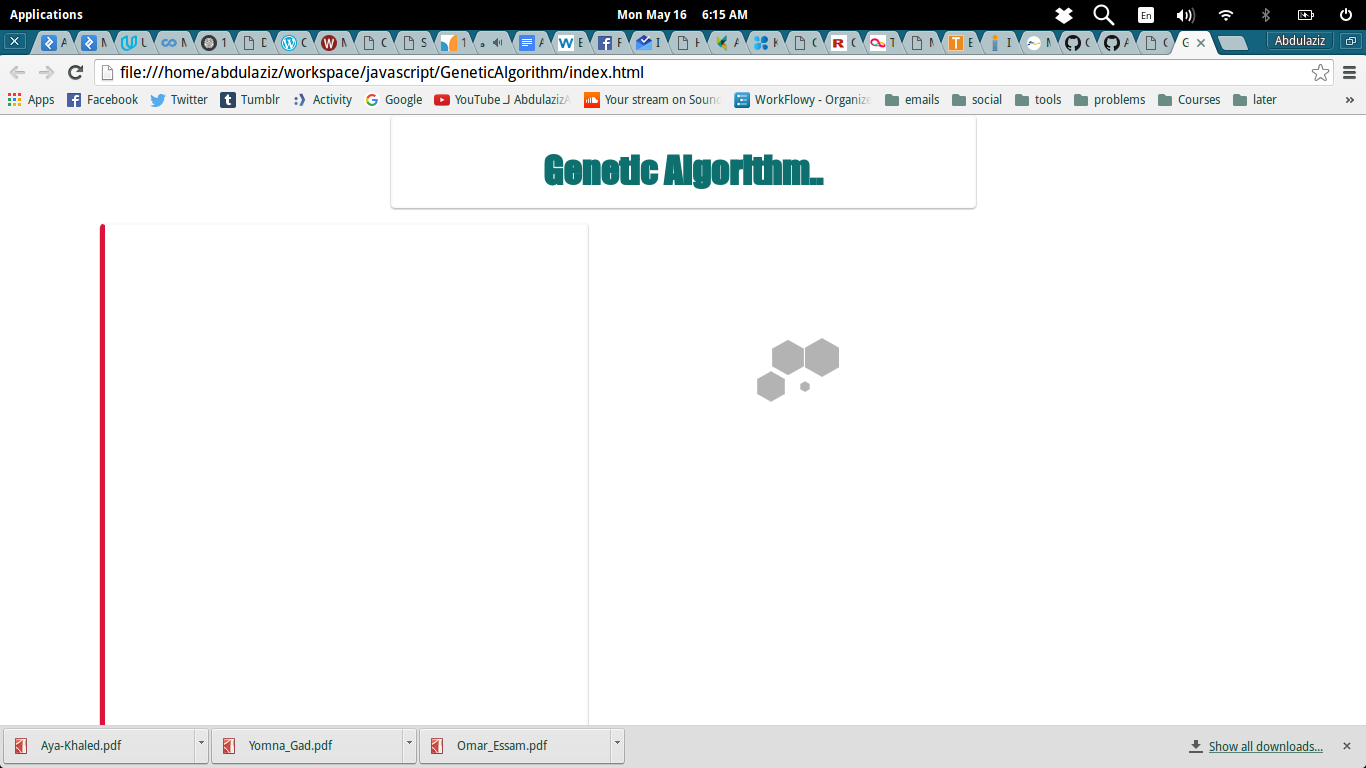 Applications Mon May 16 6:15 AM En
Abdulaziz
file:///home/abdulaziz/workspace/javascript/GeneticAlgorithm/index.html
Apps Facebook Twitter Tumblr Activity Google YouTube ـا AbdulazizA Your stream on Soun WorkFlowy - Organize emails social tools problems Courses later »
Genetic Algorithm..
Aya-Khaled.pdf Yomna_Gad.pdf Omar_Essam.pdf Show all downloads...